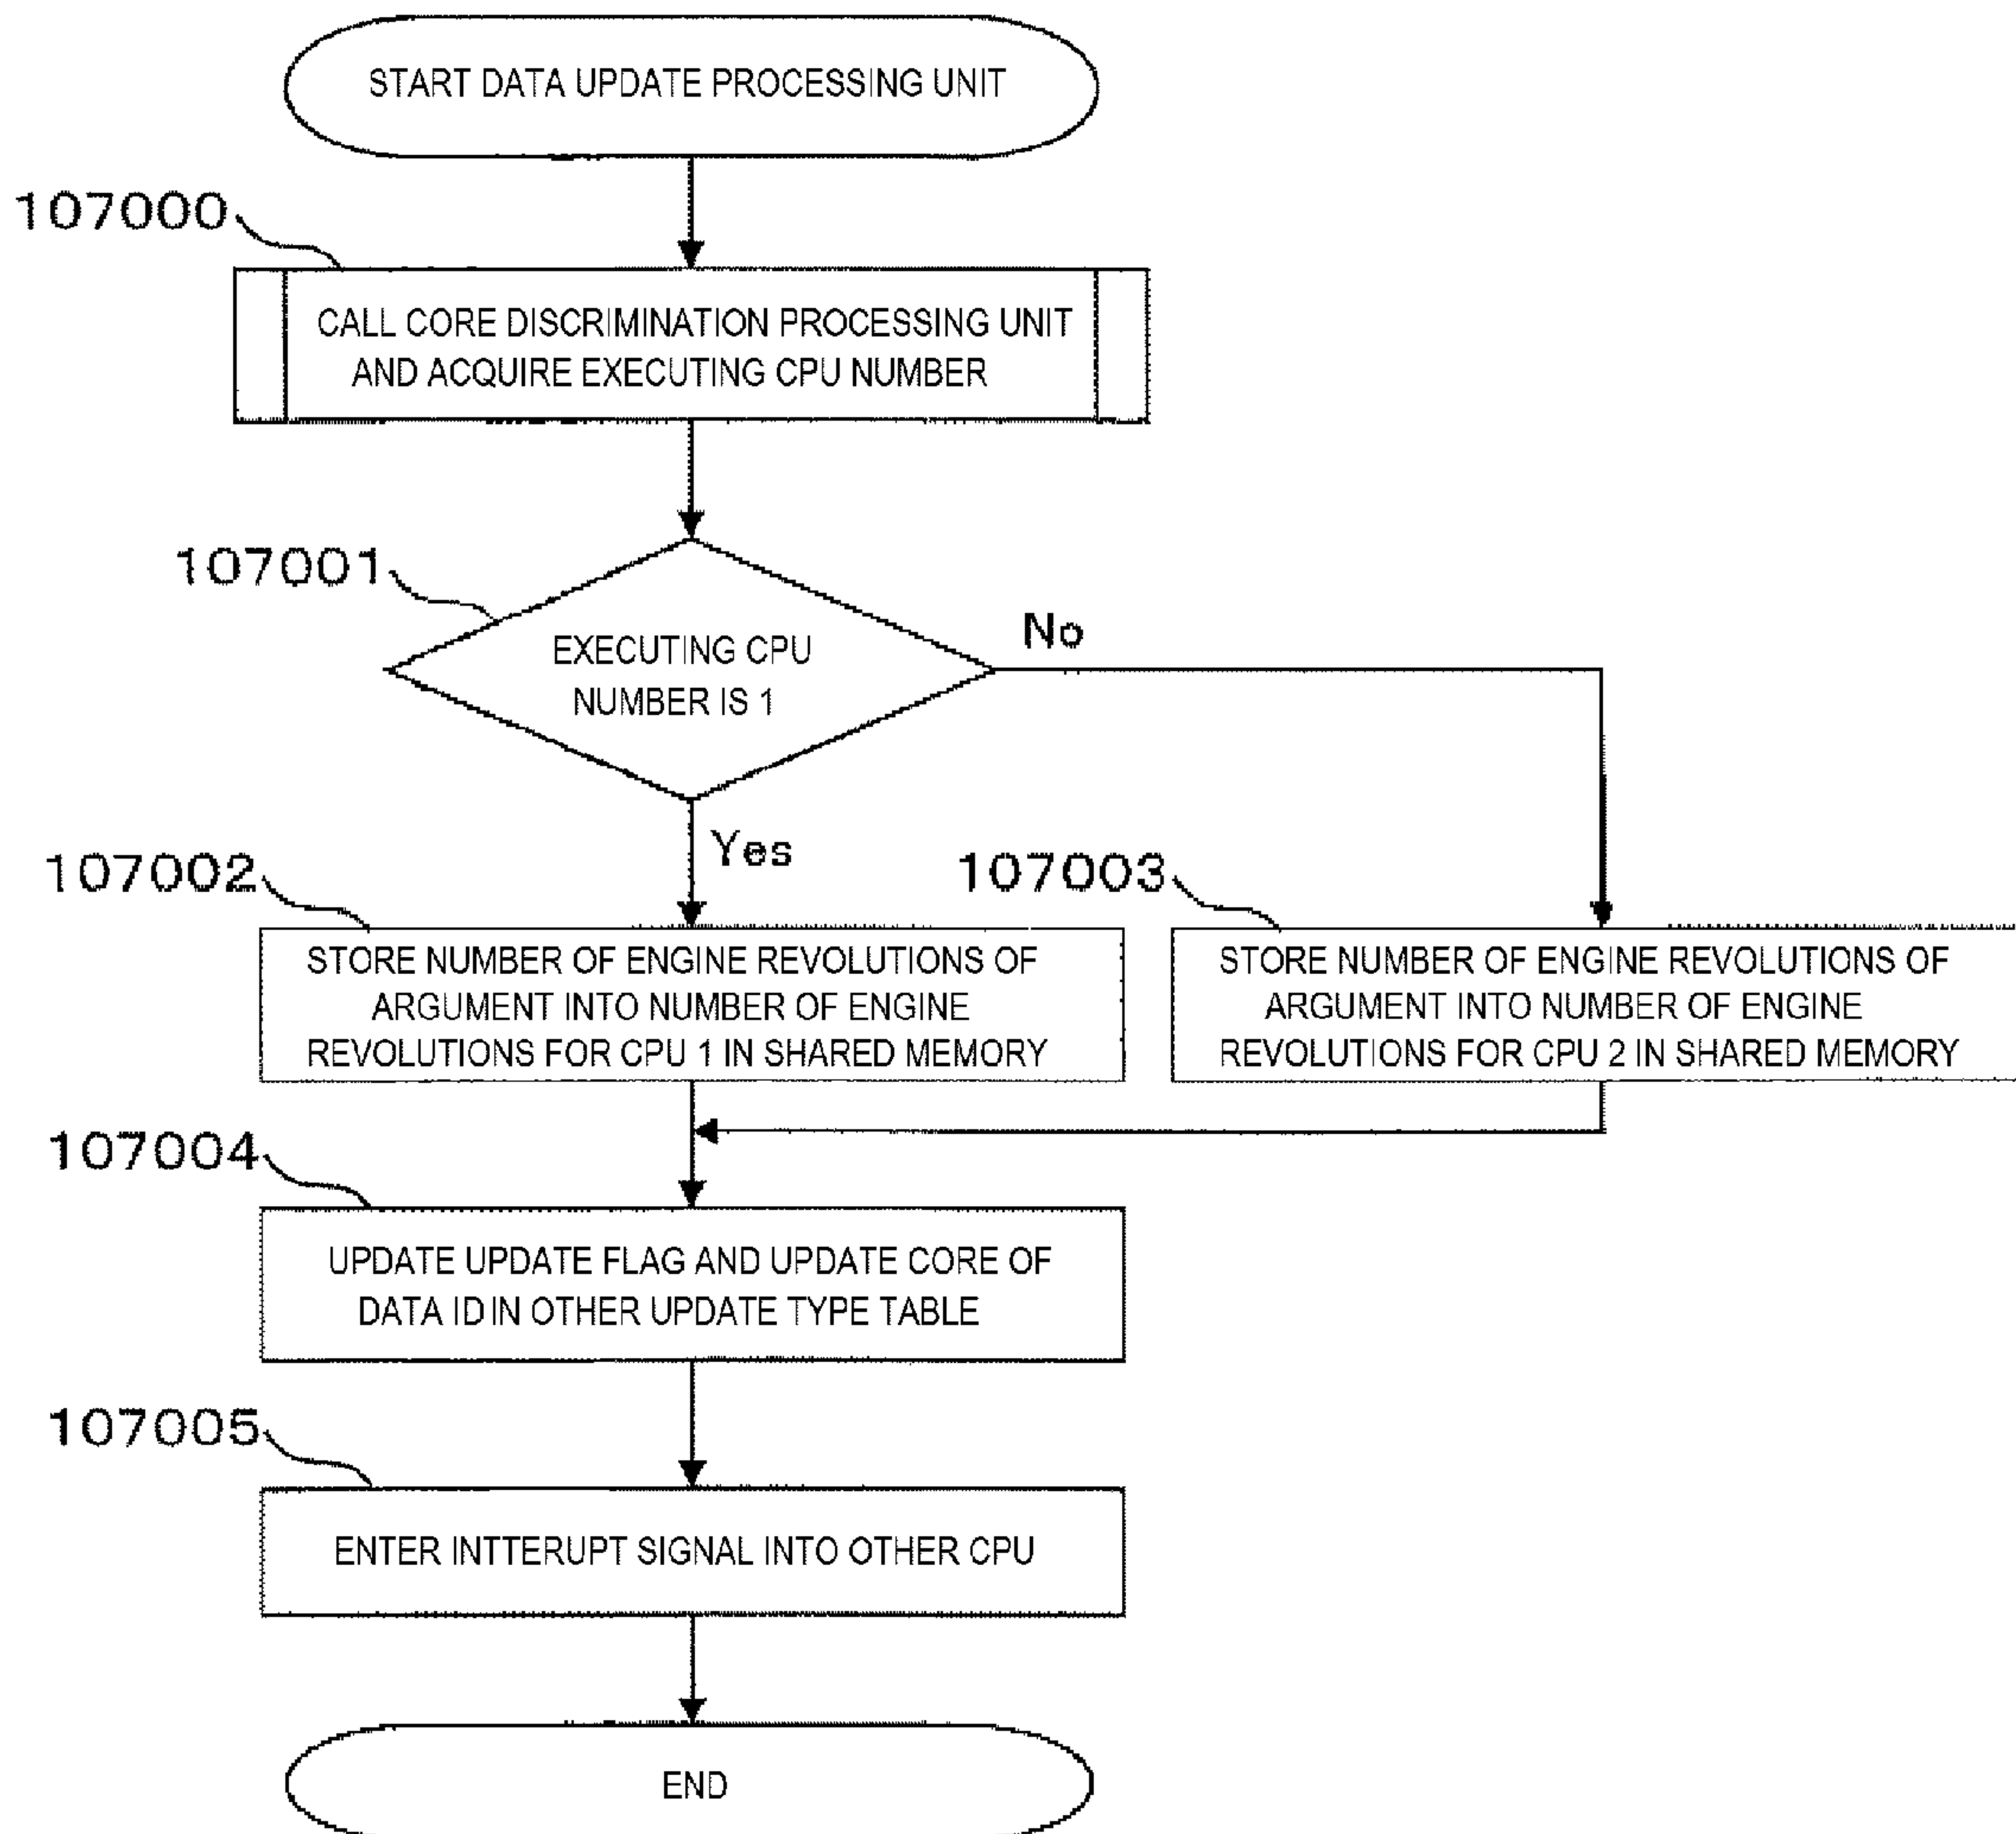 START DATA UPDATE PROCESSING UNIT
107000
CALL CORE DISCRIMINATION PROCESSING UNIT
AND ACQUIRE EXECUTING CPU NUMBER
107001
EXECUTING CPU
NUMBER IS 1
No
Yes
107002
STORE NUMBER OF ENGINE REVOLUTIONS OF
ARGUMENT INTO NUMBER OF ENGINE
REVOLUTIONS FOR CPU 1 IN SHARED MEMORY
107003
STORE NUMBER OF ENGINE REVOLUTIONS OF
ARGUMENT INTO NUMBER OF ENGINE
REVOLUTIONS FOR CPU 2 IN SHARED MEMORY
107004
UPDATE UPDATE FLAG AND UPDATE CORE OF
DATA ID IN OTHER UPDATE TYPE TABLE
107005
ENTER INTTERUPT SIGNAL INTO OTHER CPU
END